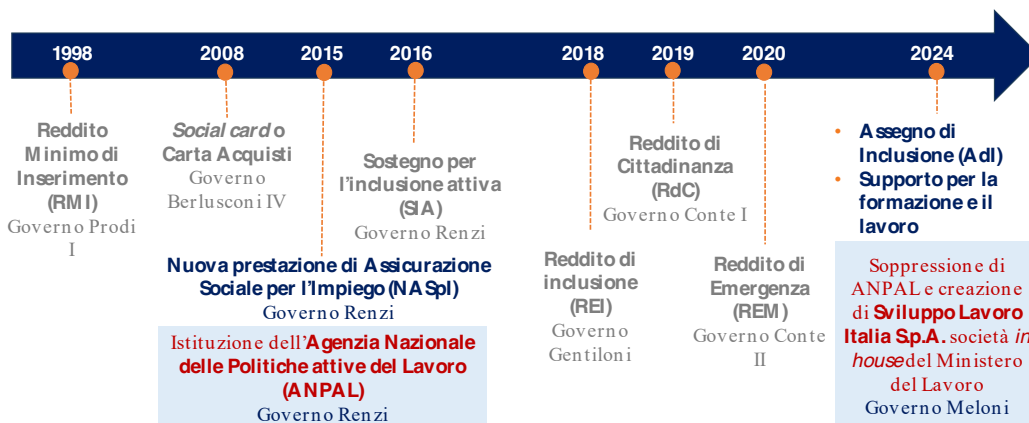 1998
2008
2015
2016
2018
2019
2020
2024
Reddito
Minimo di
Inserimento
(RMI)
Governo Prodi
I
Social card o
Carta Acquisti
Governo
Berlusconi IV
Nuova prestazione di Assicurazione
Sociale per l'Impiego (NASpI)
Governo Renzi
Istituzione dell'Agenzia Nazionale
delle Politiche attive del Lavoro
(ANPAL)
Governo Renzi
Sostegno per
l'inclusione attiva
(SIA)
Governo Renzi
Reddito di
inclusione
(REI)
Governo
Gentiloni
Reddito di
Cittadinanza
(RdC)
Governo Conte I
Reddito di
Emergenza
(REM)
Governo Conte
II
• Assegno di
Inclusione (AdI)
• Supporto per la
formazione e il
lavoro
Soppressione di
ANPAL e creazione
di Sviluppo Lavoro
Italia S.p.A. società in
house del Ministero
del Lavoro
Governo Meloni